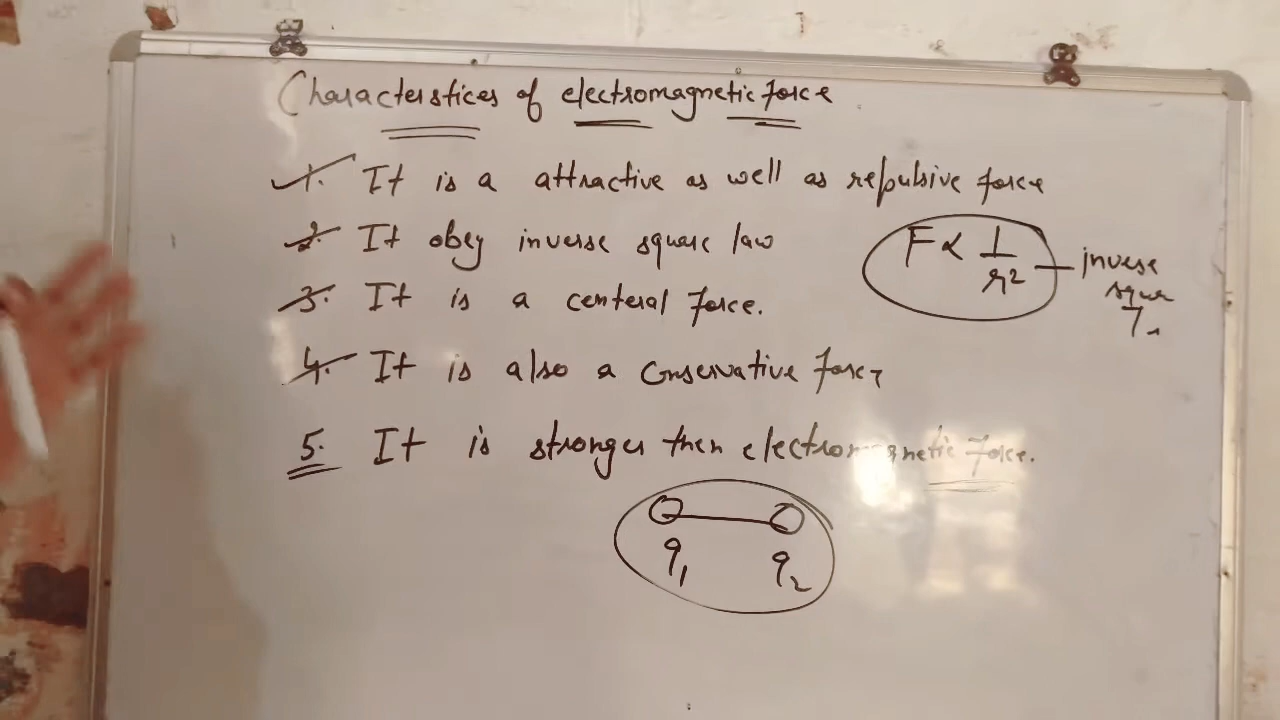 Characterstices of electromagnetic force
1. It is a attractive as well as repulsive force
2. It obey inverse square law
F ∝ 1/r²
inverse
squr
3. It is a centeral force.
4. It is also a conservative force
5. It is stronger then electromagnetic force.
q1 q2